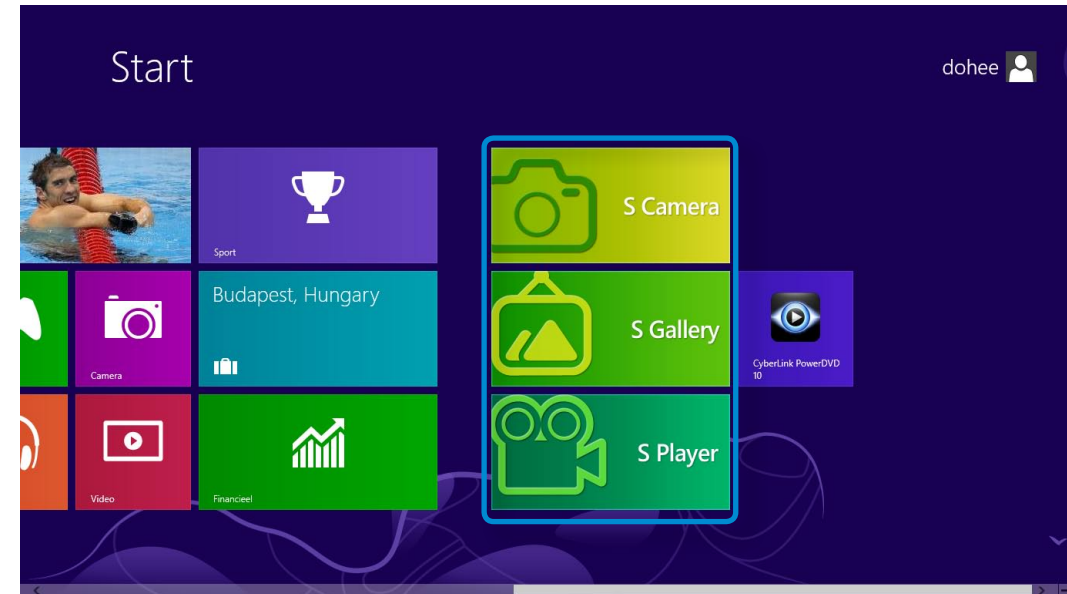 Start
dohee
Sport
S Camera
Camera
Budapest, Hungary
S Gallery
CyberLink PowerDVD
10
Video
Financieel
S Player